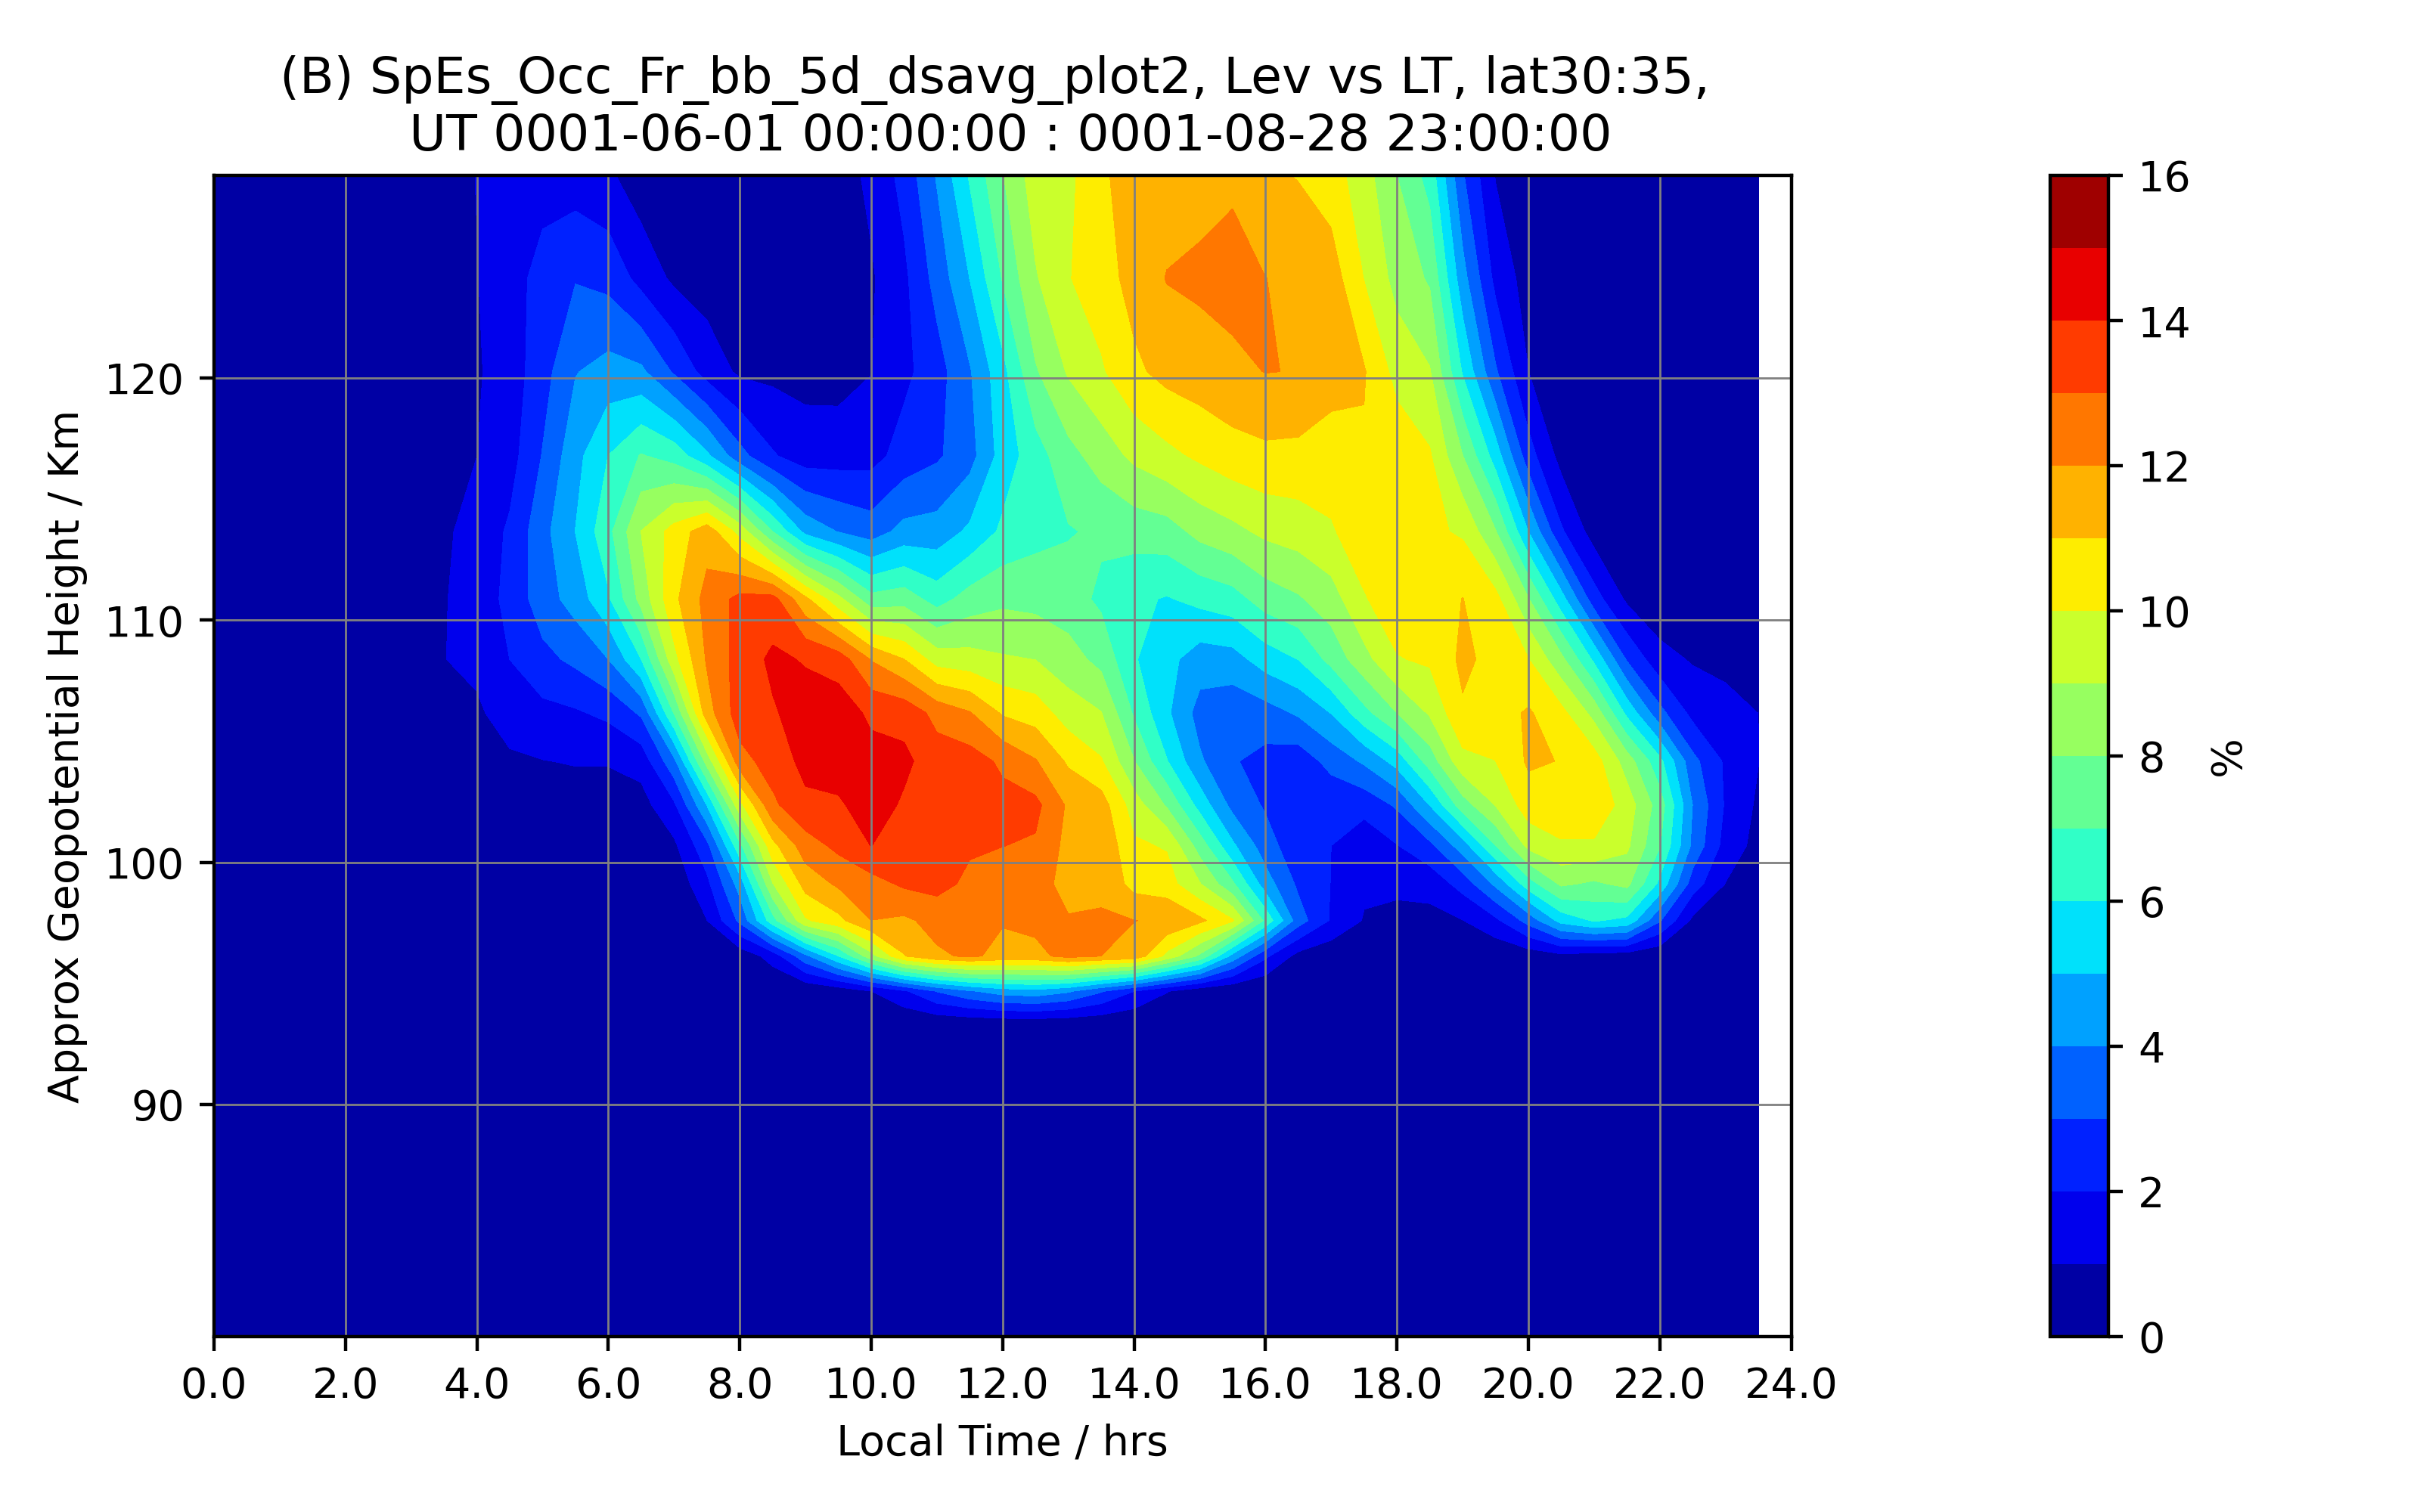 (B) SpEs_Occ_Fr_bb_5d_dsavg_plot2, Lev vs LT, lat30:35,
UT 0001-06-01 00:00:00 : 0001-08-28 23:00:00
Approx Geopotential Height / Km
120
110
100
90
0.0 2.0 4.0 6.0 8.0 10.0 12.0 14.0 16.0 18.0 20.0 22.0 24.0
Local Time / hrs
16
14
12
10
8
6
4
2
0
%